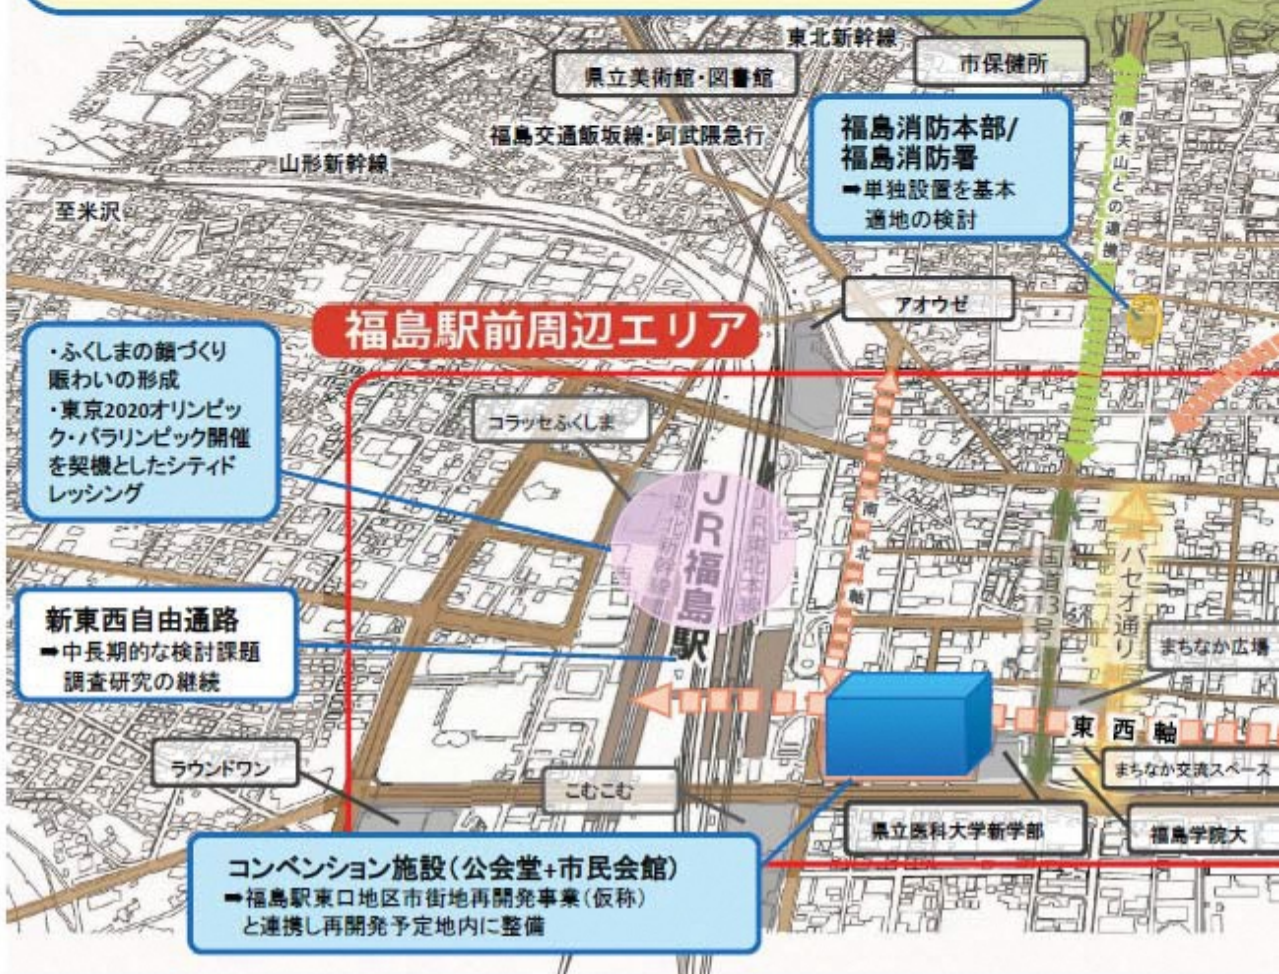 東北新幹線
県立美術館・図書館
市保健所
福島消防本部/
福島消防署
➡単独設置を基本
適地の検討
福島交通飯坂線・阿武隈急行
山形新幹線
至米沢
信夫山との連携
アオウゼ
福島駅前周辺エリア
・ふくしまの顔づくり
賑わいの形成
・東京2020オリンピッ
ク・パラリンピック開催
を契機としたシティド
レッシング
コラッセふくしま
JR福島駅
JR東北本線
南北軸
国道13号
パセオ通り
新東西自由通路
➡中長期的な検討課題
調査研究の継続
まちなか広場
東西軸
まちなか交流スペース
ラウンドワン
こむこむ
県立医科大学新学部
福島学院大
コンベンション施設(公会堂+市民会館)
➡福島駅東口地区市街地再開発事業(仮称)
と連携し再開発予定地内に整備